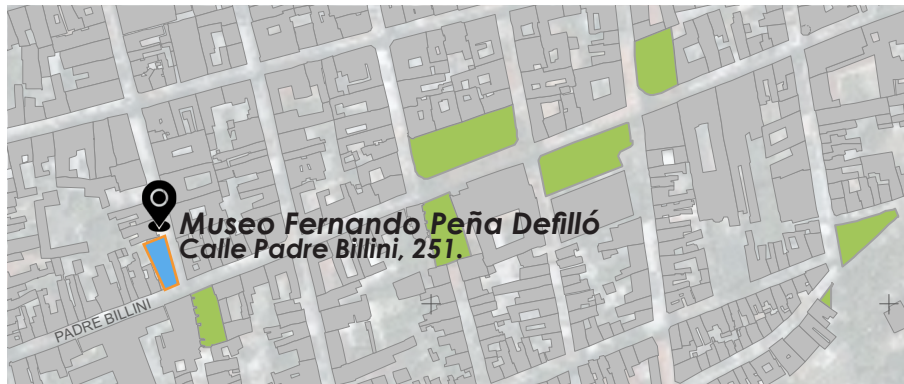 Museo Fernando Peña Defilló
Calle Padre Billini, 251.
PADRE BILLINI